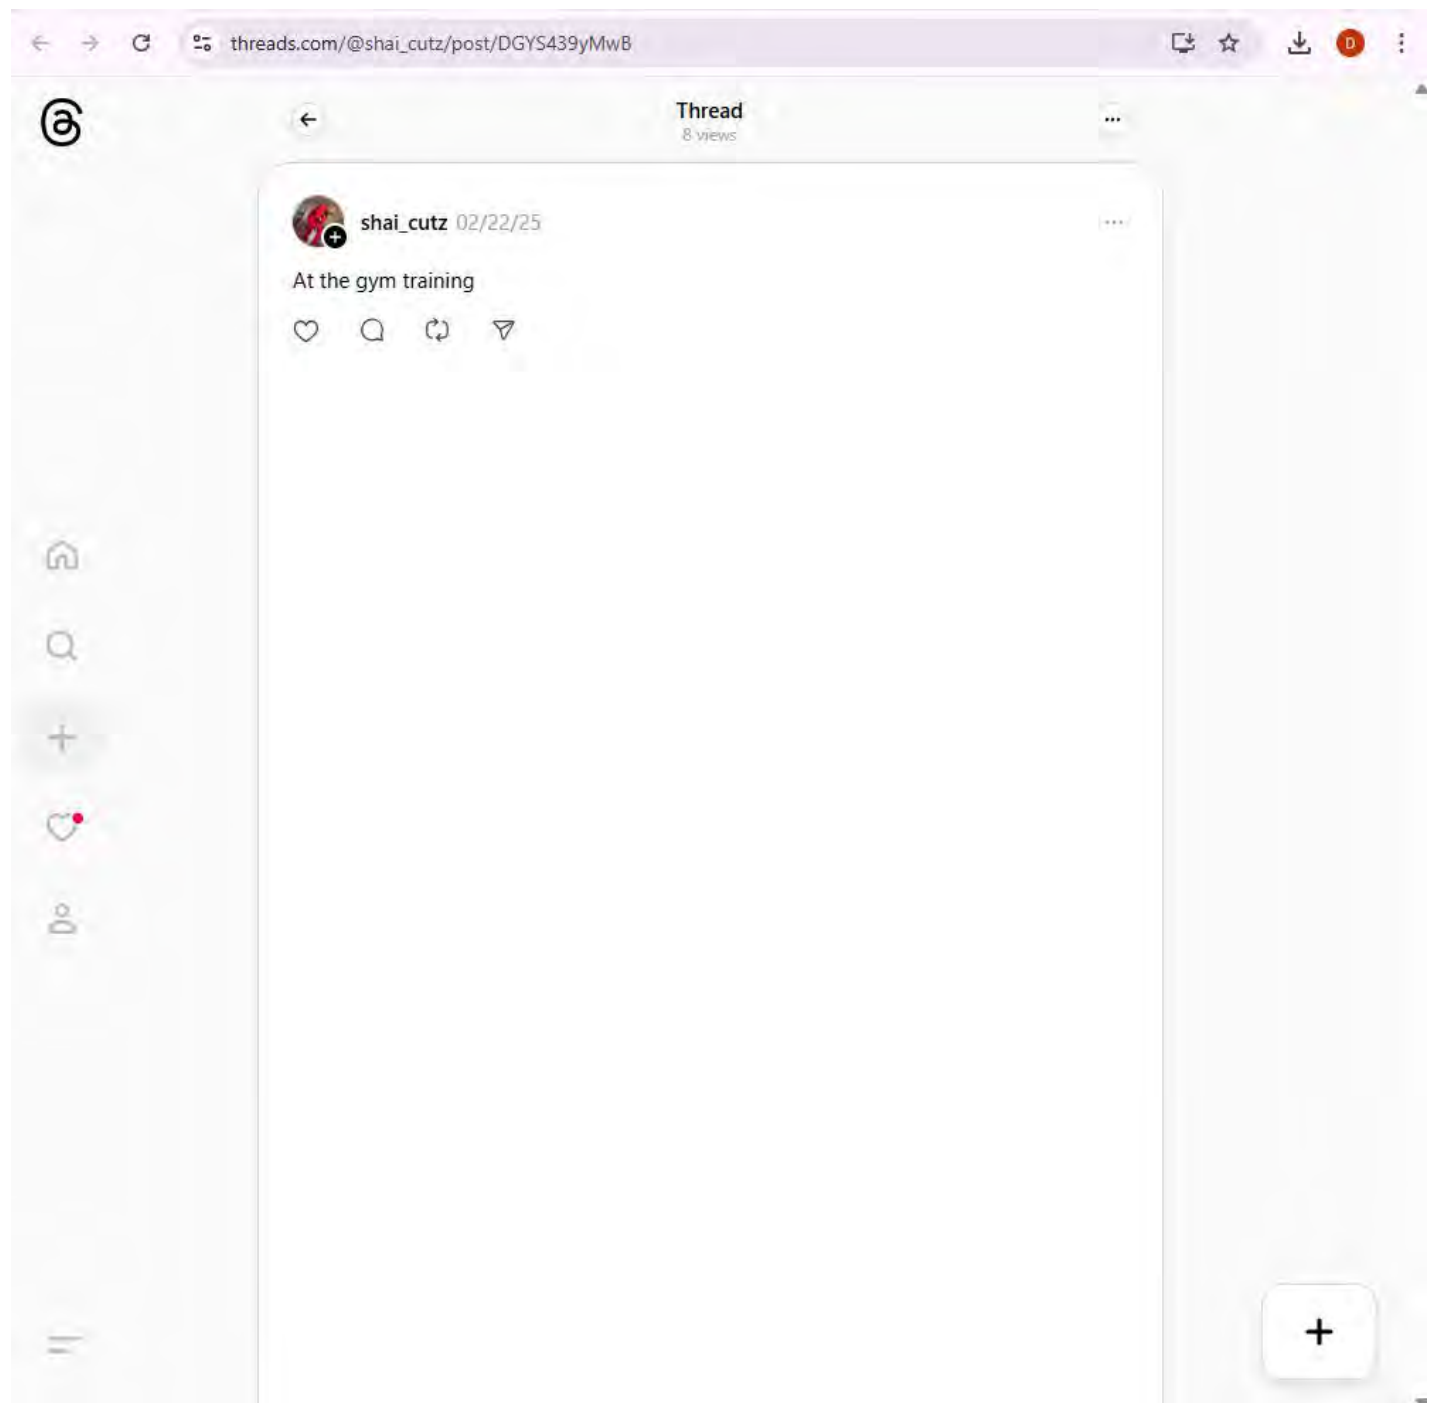 threads.com/@shai_cutz/post/DGYS439yMwB
D
Thread
8 views
shai_cutz 02/22/25
At the gym training